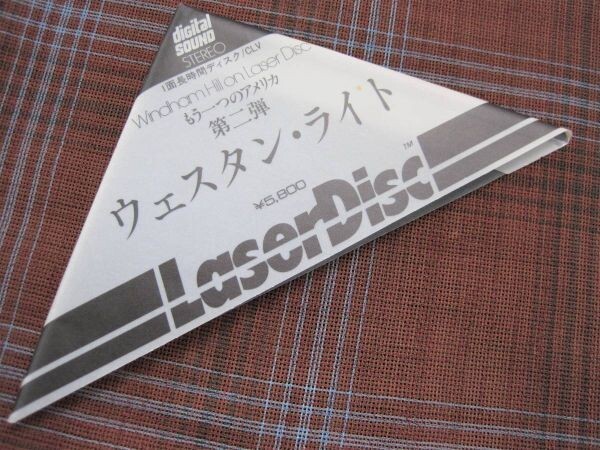 digital
SOUND
STEREO
1面長時間ディスク/CLV
Windham Hill on Laser Disc
もう一つのアメリカ
第二弾
ウェスタン・ライト
¥5,800
LaserDisc™